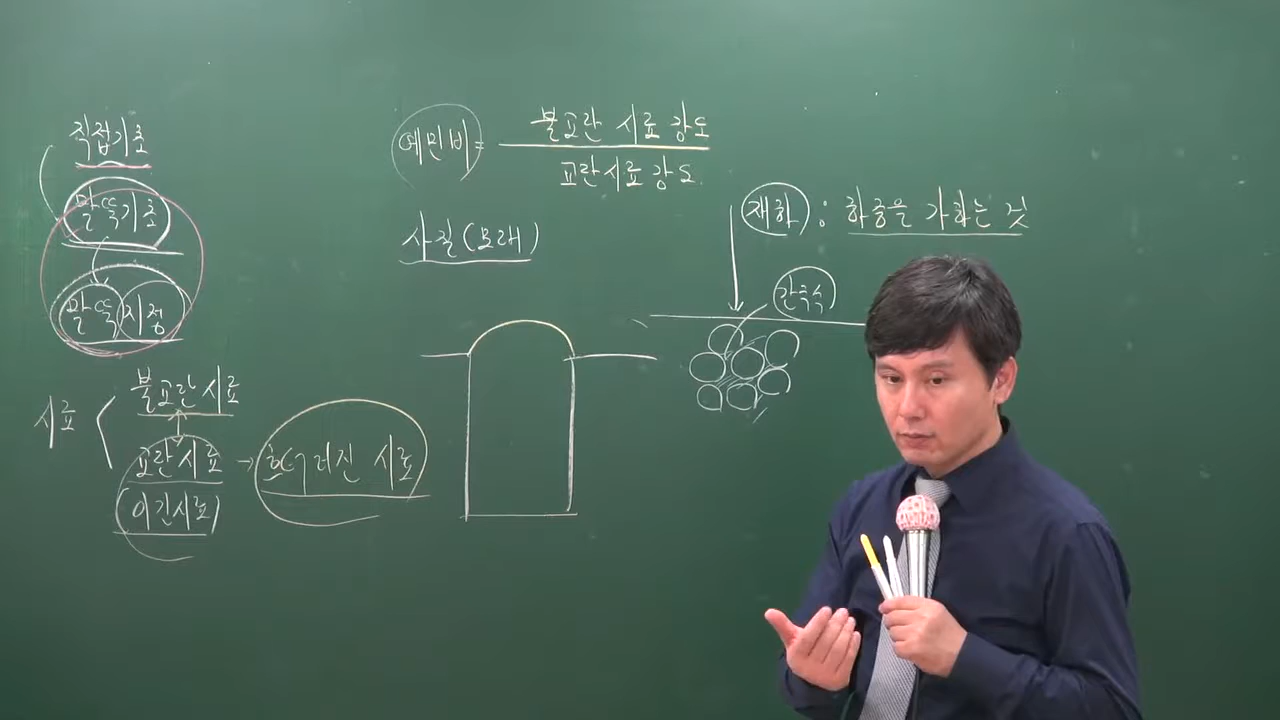 직접기초
말뚝기초
말뚝지정
시료
불교란시료
교란시료 → 흐트러진 시료
(이긴시료)
예민비 = 불교란 시료 강도
교란시료 강도
사질(모래)
재하 : 하중을 가하는 것
간극수